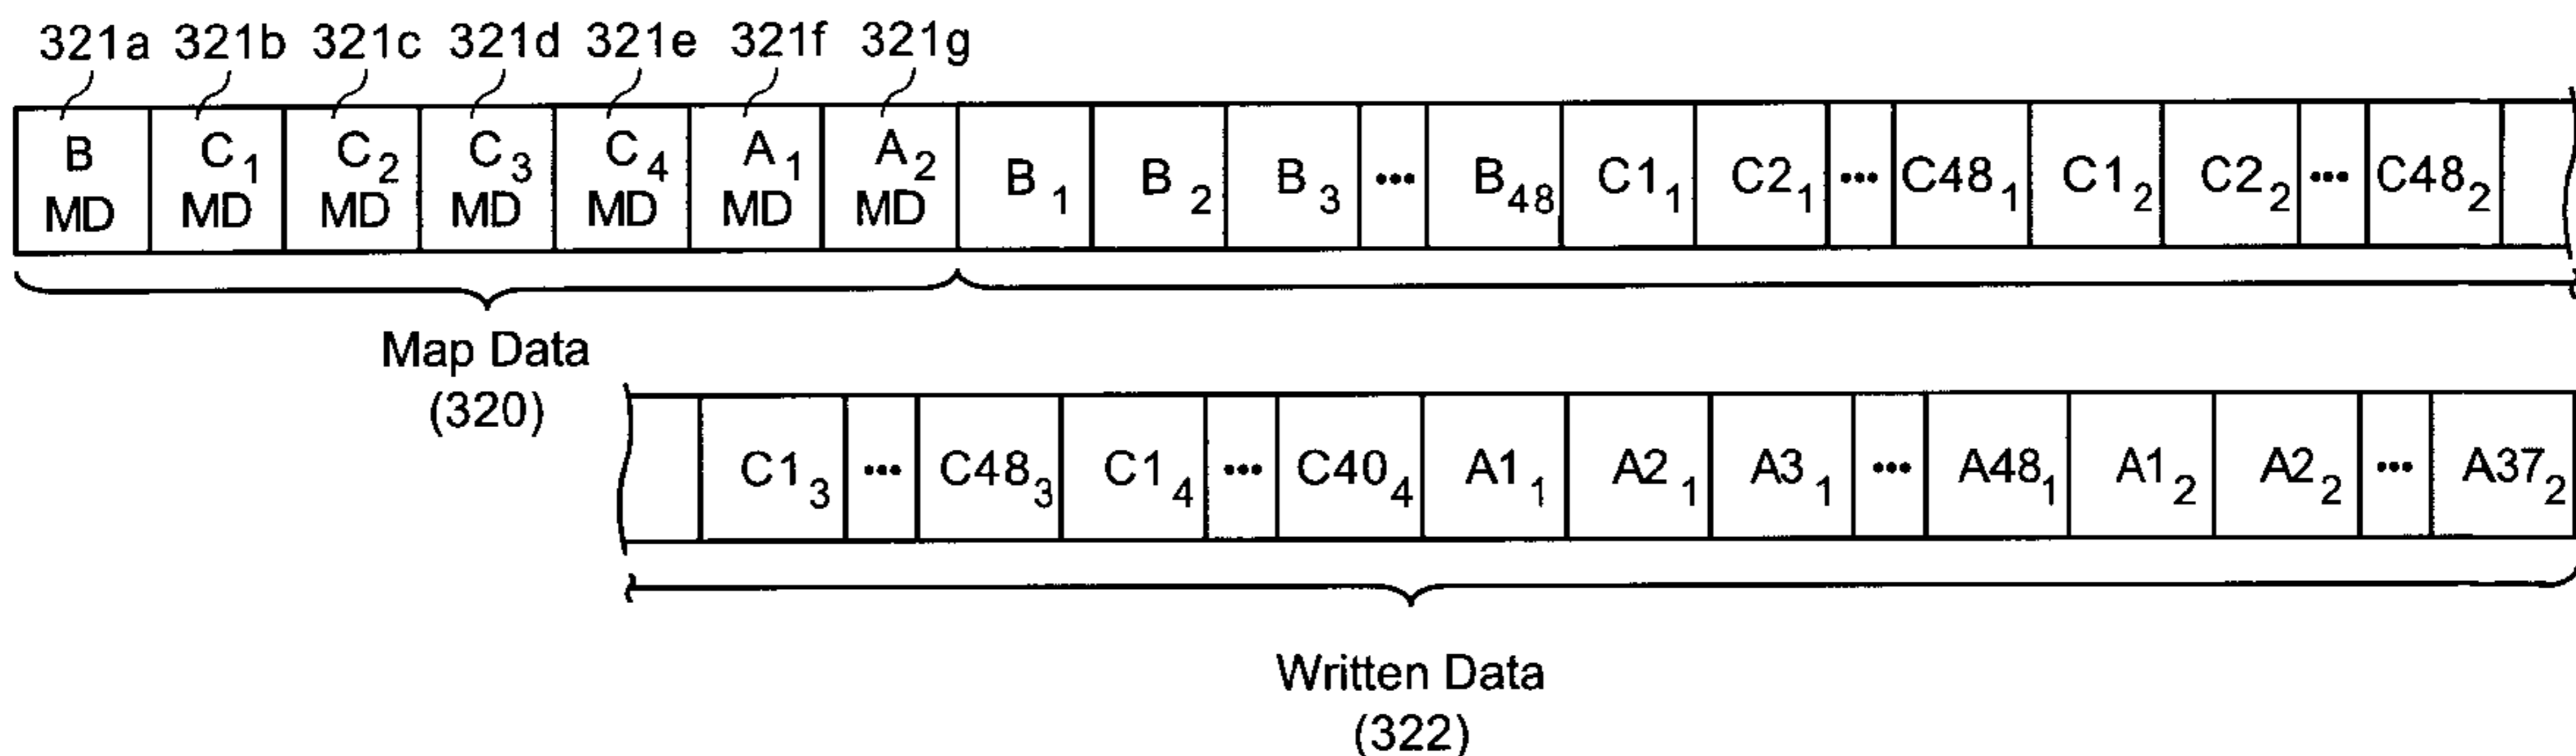 321a 321b 321c 321d 321e 321f 321g
B MD C₁ MD C₂ MD C₃ MD C₄ MD A₁ MD A₂ MD B₁ B₂ B₃ ••• B₄₈ C1₁ C2₁ ••• C48₁ C1₂ C2₂ ••• C48₂
Map Data
(320)
C1₃ ••• C48₃ C1₄ ••• C40₄ A1₁ A2₁ A3₁ ••• A48₁ A1₂ A2₂ ••• A37₂
Written Data
(322)